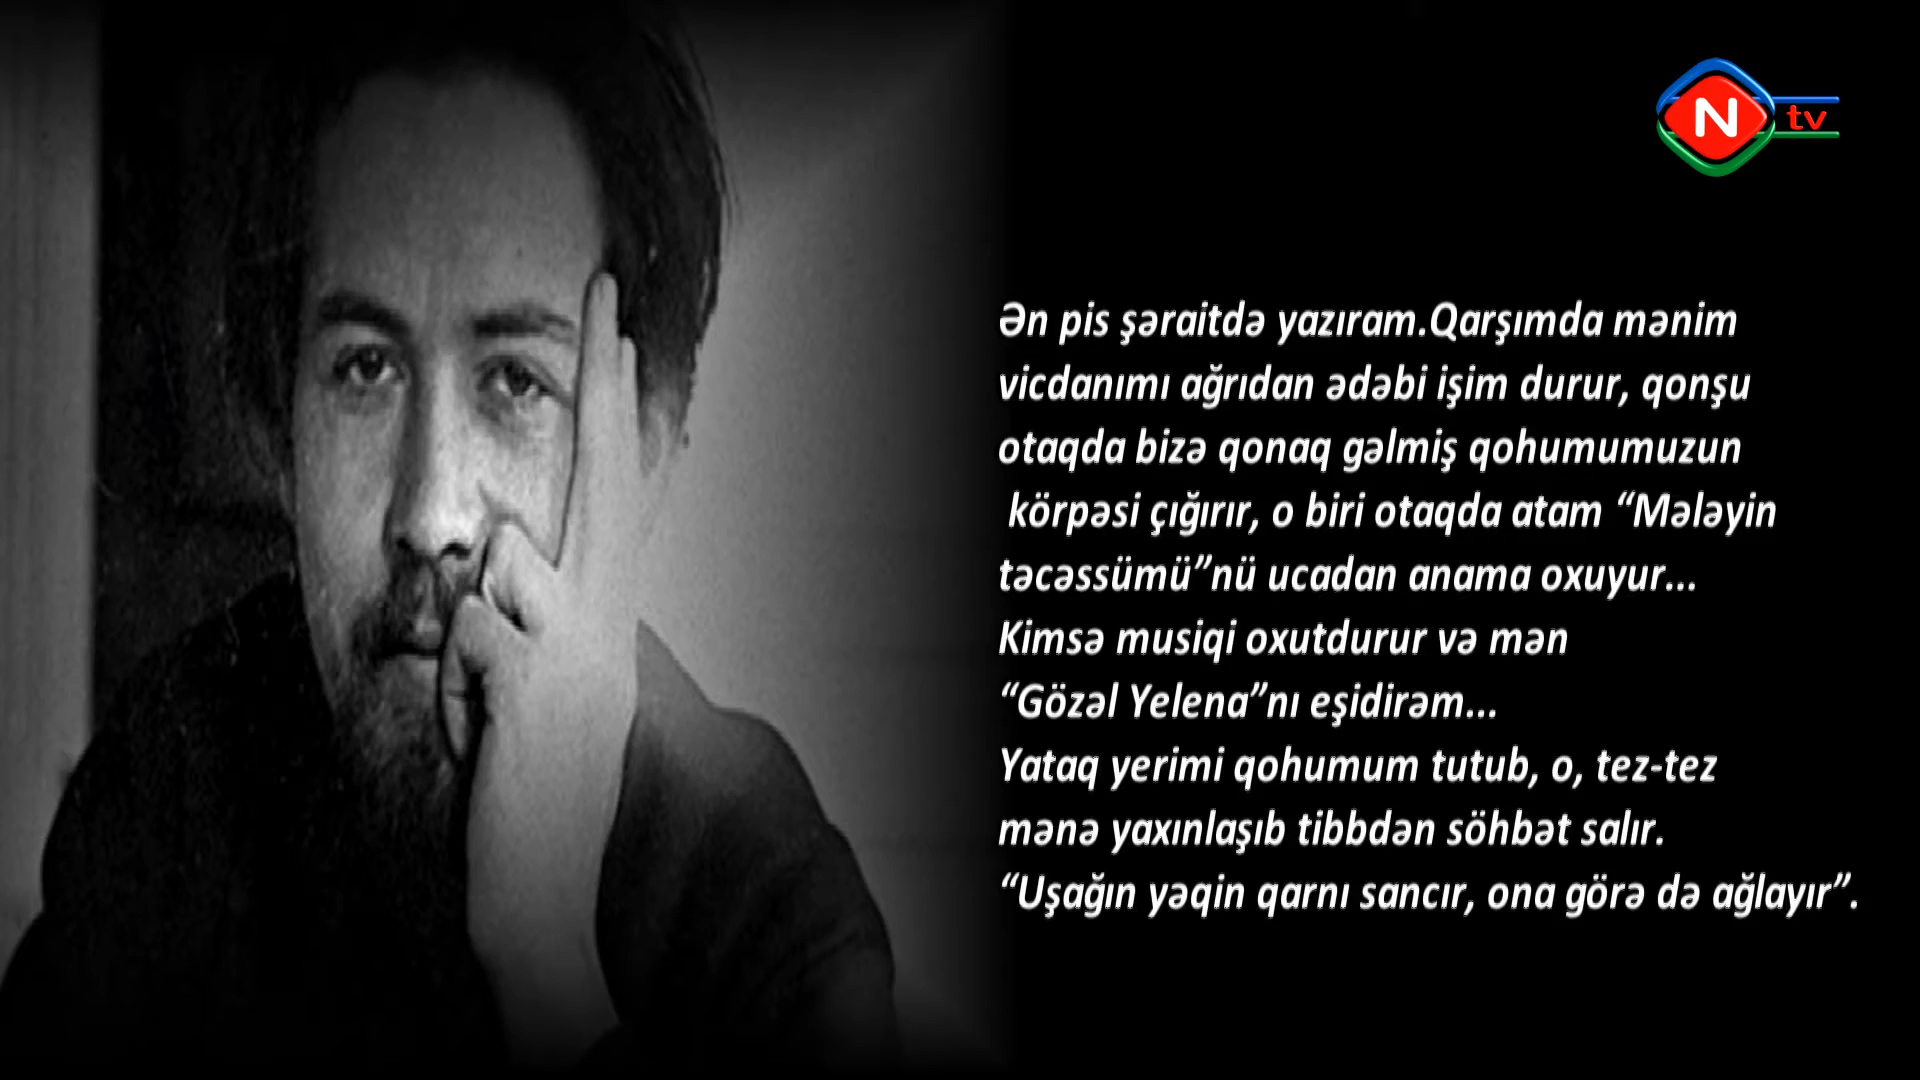 N tv
Ən pis şəraitdə yazıram.Qarşımda mənim
vicdanımı ağrıdan ədəbi işim durur, qonşu
otaqda bizə qonaq gəlmiş qohumumuzun
körpəsi çığırır, o biri otaqda atam “Mələyin
təcəssümü”nü ucadan anama oxuyur...
Kimsə musiqi oxutdurur və mən
“Gözəl Yelena”nı eşidirəm...
Yataq yerimi qohumum tutub, o, tez-tez
mənə yaxınlaşıb tibbdən söhbət salır.
“Uşağın yəqin qarnı sancır, ona görə də ağlayır”.